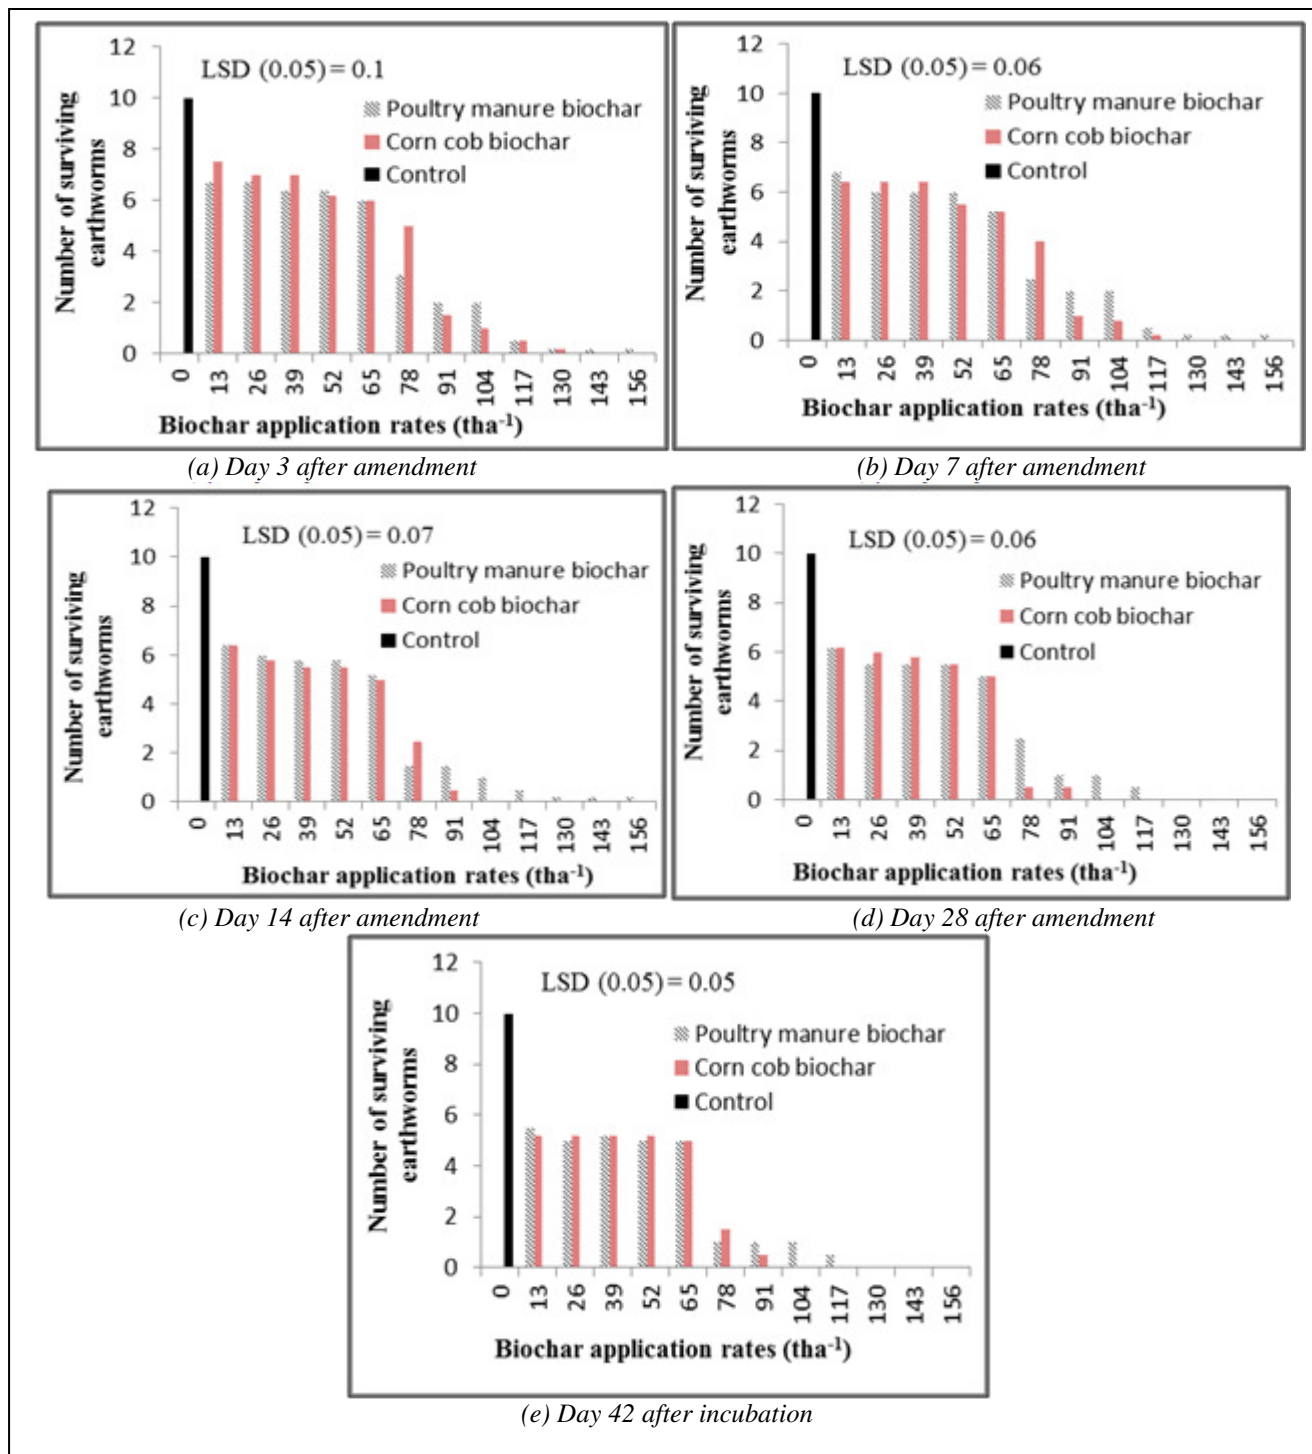 12
10
8
6
4
2
0
Number of surviving
earthworms
LSD (0.05) = 0.1
Poultry manure biochar
Corn cob biochar
Control
0 13 26 39 52 65 78 91 104 117 130 143 156
Biochar application rates (tha-1)
(a) Day 3 after amendment
12
10
8
6
4
2
0
Number of surviving
earthworms
LSD (0.05) = 0.06
Poultry manure biochar
Corn cob biochar
Control
0 13 26 39 52 65 78 91 104 117 130 143 156
Biochar application rates (tha-1)
(b) Day 7 after amendment
12
10
8
6
4
2
0
Number of surviving
earthworms
LSD (0.05) = 0.07
Poultry manure biochar
Corn cob biochar
Control
0 13 26 39 52 65 78 91 104 117 130 143 156
Biochar application rates (tha-1)
(c) Day 14 after amendment
12
10
8
6
4
2
0
Number of surviving
earthworms
LSD (0.05) = 0.06
Poultry manure biochar
Corn cob biochar
Control
0 13 26 39 52 65 78 91 104 117 130 143 156
Biochar application rates (tha-1)
(d) Day 28 after amendment
12
10
8
6
4
2
0
Number of surviving
earthworms
LSD (0.05) = 0.05
Poultry manure biochar
Corn cob biochar
Control
0 13 26 39 52 65 78 91 104 117 130 143 156
Biochar application rates (tha-1)
(e) Day 42 after incubation